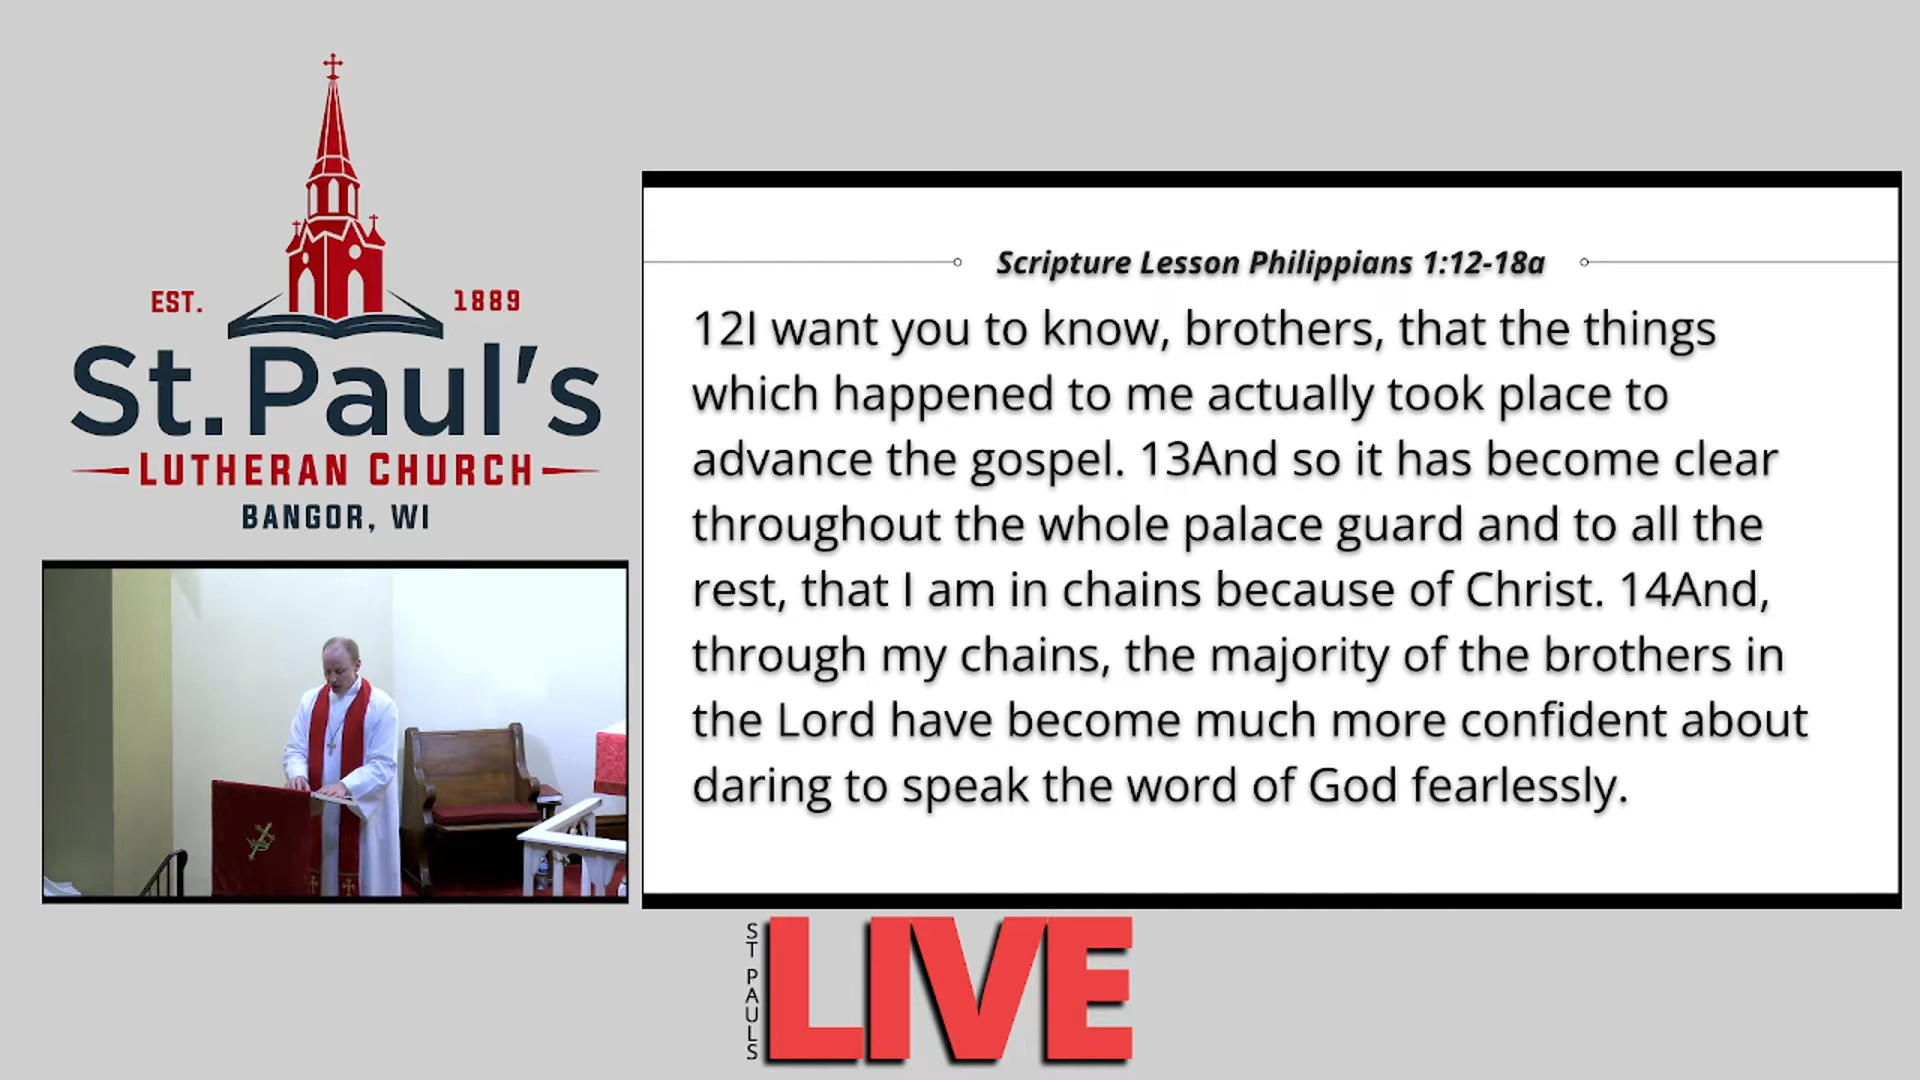 EST. 1889
St. Paul's
LUTHERAN CHURCH
BANGOR, WI
Scripture Lesson Philippians 1:12-18a
12I want you to know, brothers, that the things
which happened to me actually took place to
advance the gospel. 13And so it has become clear
throughout the whole palace guard and to all the
rest, that I am in chains because of Christ. 14And,
through my chains, the majority of the brothers in
the Lord have become much more confident about
daring to speak the word of God fearlessly.
ST PAULS
LIVE